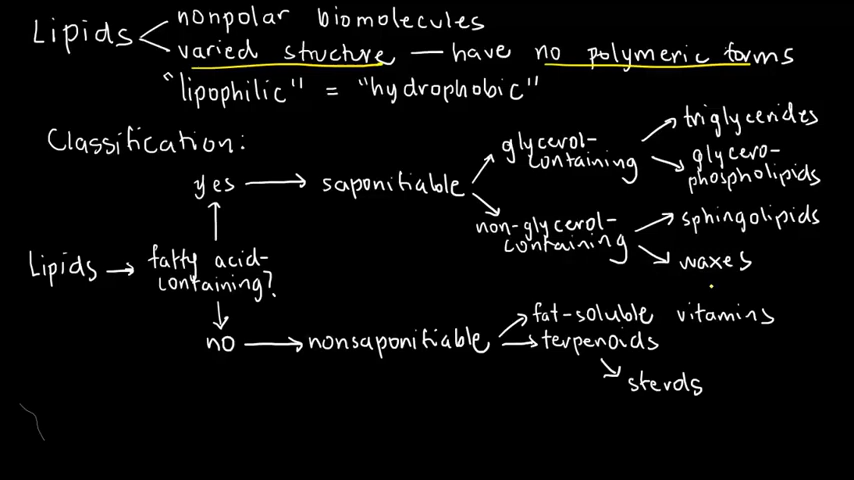 Lipids
nonpolar biomolecules
varied structure — have no polymeric forms
"lipophilic" = "hydrophobic"
Classification:
yes → saponifiable
glycerol-
containing
triglycerides
glycero-
phospholipids
non-glycerol-
containing
sphingolipids
waxes
Lipids → fatty acid-
containing?
no → nonsaponifiable
fat-soluble vitamins
terpenoids
sterols